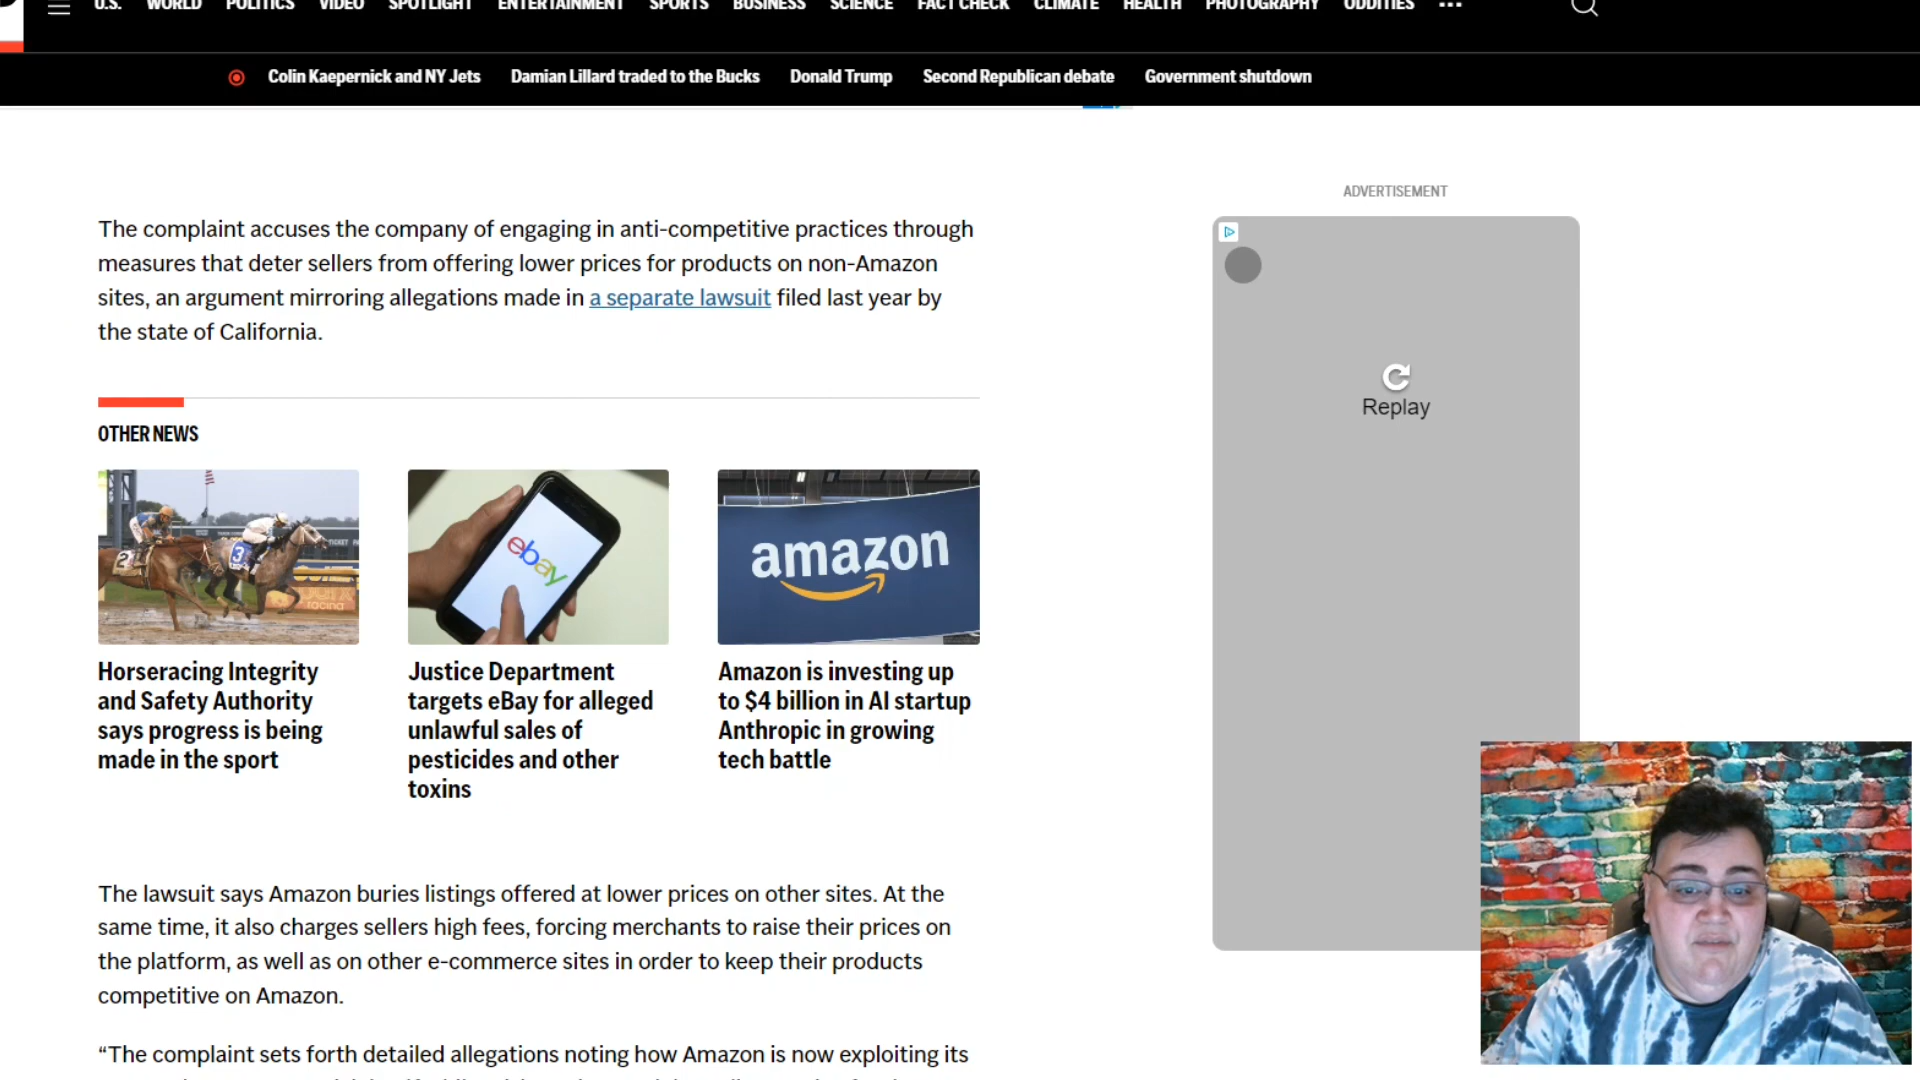 U.S. WORLD POLITICS VIDEO SPOTLIGHT ENTERTAINMENT SPORTS BUSINESS SCIENCE FACT CHECK CLIMATE HEALTH PHOTOGRAPHY ODDITIES
Colin Kaepernick and NY Jets Damian Lillard traded to the Bucks Donald Trump Second Republican debate Government shutdown
ADVERTISEMENT
The complaint accuses the company of engaging in anti-competitive practices through
measures that deter sellers from offering lower prices for products on non-Amazon
sites, an argument mirroring allegations made in a separate lawsuit filed last year by
the state of California.
Replay
OTHER NEWS
2
3
racing
ebay
amazon
Horseracing Integrity
and Safety Authority
says progress is being
made in the sport
Justice Department
targets eBay for alleged
unlawful sales of
pesticides and other
toxins
Amazon is investing up
to $4 billion in AI startup
Anthropic in growing
tech battle
The lawsuit says Amazon buries listings offered at lower prices on other sites. At the
same time, it also charges sellers high fees, forcing merchants to raise their prices on
the platform, as well as on other e-commerce sites in order to keep their products
competitive on Amazon.
“The complaint sets forth detailed allegations noting how Amazon is now exploiting its